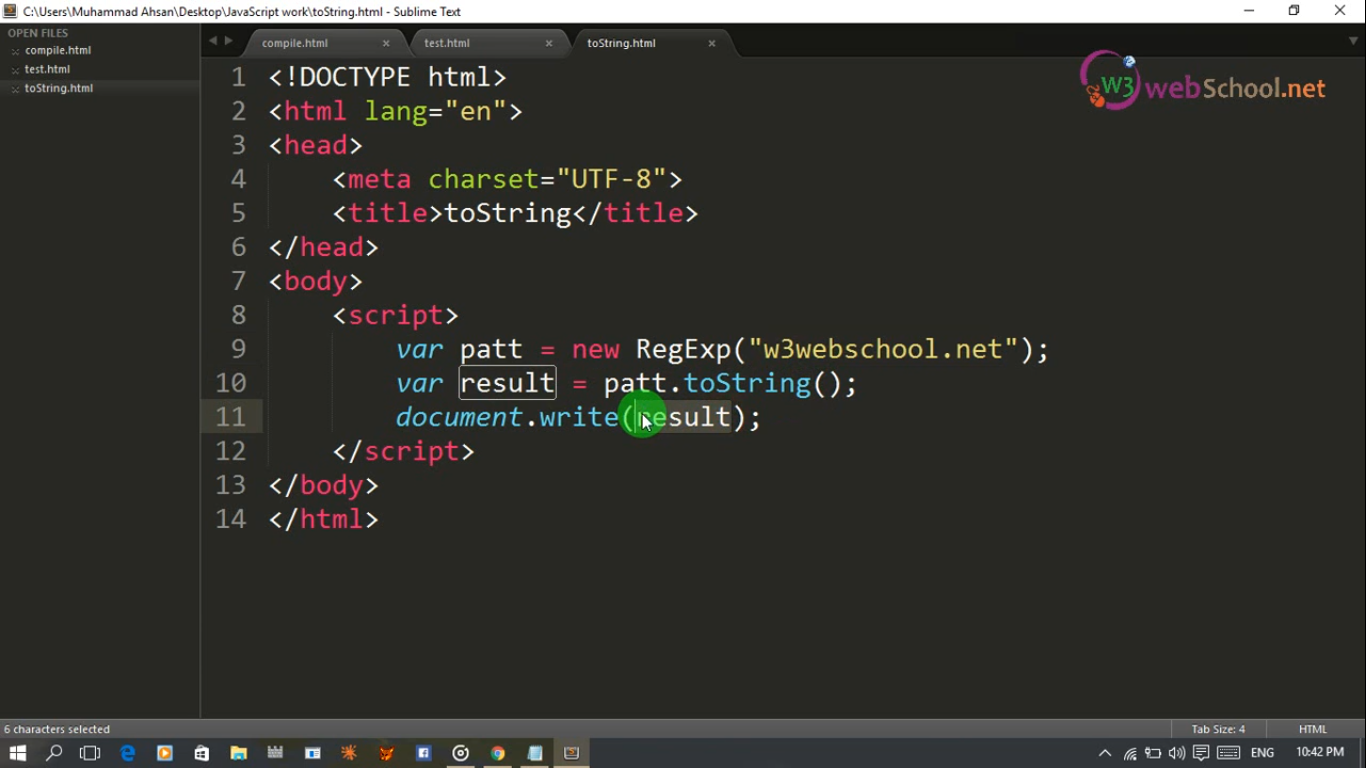 C:\Users\Muhammad Ahsan\Desktop\JavaScript work\toString.html - Sublime Text
OPEN FILES
compile.html
test.html
toString.html
compile.html test.html toString.html
W3 webSchool.net
1 <!DOCTYPE html>
2 <html lang="en">
3 <head>
4     <meta charset="UTF-8">
5     <title>toString</title>
6 </head>
7 <body>
8     <script>
9         var patt = new RegExp("w3webschool.net");
10         var result = patt.toString();
11         document.write(result);
12     </script>
13 </body>
14 </html>
6 characters selected Tab Size: 4 HTML
ENG 10:42 PM